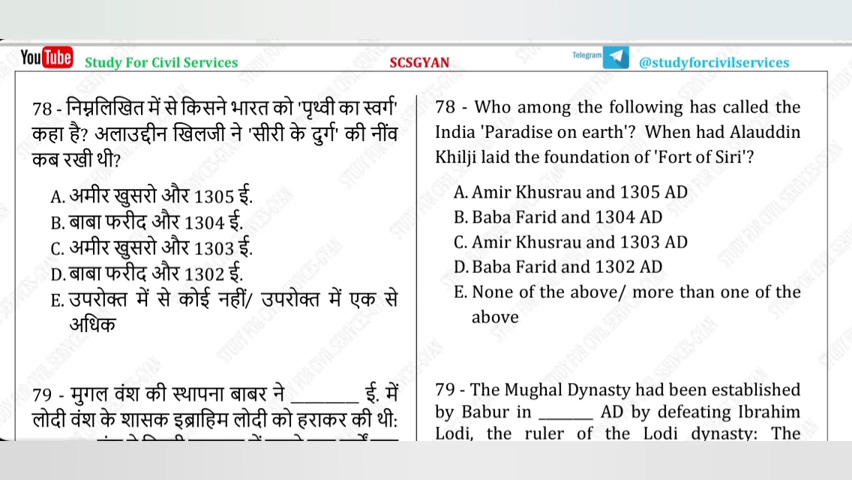 YouTube Study For Civil Services SCSGYAN Telegram @studyforcivilservices
78 - निम्नलिखित में से किसने भारत को 'पृथ्वी का स्वर्ग'
कहा है? अलाउद्दीन खिलजी ने 'सीरी के दुर्ग' की नींव
कब रखी थी?
A. अमीर खुसरो और 1305 ई.
B. बाबा फरीद और 1304 ई.
C. अमीर खुसरो और 1303 ई.
D. बाबा फरीद और 1302 ई.
E. उपरोक्त में से कोई नहीं/ उपरोक्त में एक से
अधिक
79 - मुगल वंश की स्थापना बाबर ने ________ ई. में
लोदी वंश के शासक इब्राहिम लोदी को हराकर की थी:
78 - Who among the following has called the
India 'Paradise on earth'? When had Alauddin
Khilji laid the foundation of 'Fort of Siri'?
A. Amir Khusrau and 1305 AD
B. Baba Farid and 1304 AD
C. Amir Khusrau and 1303 AD
D. Baba Farid and 1302 AD
E. None of the above/ more than one of the
above
79 - The Mughal Dynasty had been established
by Babur in _______ AD by defeating Ibrahim
Lodi, the ruler of the Lodi dynasty: The